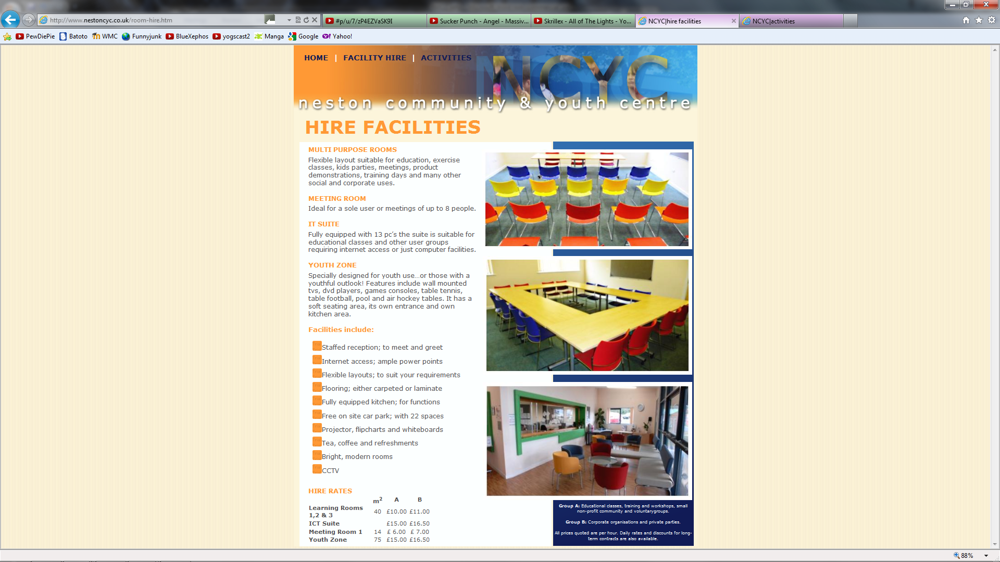 http://www.nestoncyc.co.uk/room-hire.htm
#p/u/7/zP4EZVaSK9I
Sucker Punch - Angel - Massiv...
Skrillex - All of The Lights - Yo...
NCYC|hire facilities
NCYC|activities
PewDiePie
Batoto
WMC
Funnyjunk
BlueXephos
yogscast2
Manga
Google
Yahoo!
HOME | FACILITY HIRE | ACTIVITIES
NCYC
neston community & youth centre
HIRE FACILITIES
MULTI PURPOSE ROOMS
Flexible layout suitable for education, exercise
classes, kids parties, meetings, product
demonstrations, training days and many other
social and corporate uses.
MEETING ROOM
Ideal for a sole user or meetings of up to 8 people.
IT SUITE
Fully equipped with 13 pc’s the suite is suitable for
educational classes and other user groups
requiring internet access or just computer facilities.
YOUTH ZONE
Specially designed for youth use...or those with a
youthful outlook! Features include wall mounted
tvs, dvd players, games consoles, table tennis,
table football, pool and air hockey tables. It has a
soft seating area, its own entrance and own
kitchen area.
Facilities include:
Staffed reception; to meet and greet
Internet access; ample power points
Flexible layouts; to suit your requirements
Flooring; either carpeted or laminate
Fully equipped kitchen; for functions
Free on site car park; with 22 spaces
Projector, flipcharts and whiteboards
Tea, coffee and refreshments
Bright, modern rooms
CCTV
HIRE RATES
m² A B
Learning Rooms
1,2 & 3 40 £10.00 £11.00
ICT Suite £15.00 £16.50
Meeting Room 1 14 £ 6.00 £ 7.00
Youth Zone 75 £15.00 £16.50
Group A: Educational classes, training and workshops, small
non-profit community and voluntarygroups.
Group B: Corporate organisations and private parties.
All prices quoted are per hour. Daily rates and discounts for long-
term contracts are also available.
88%